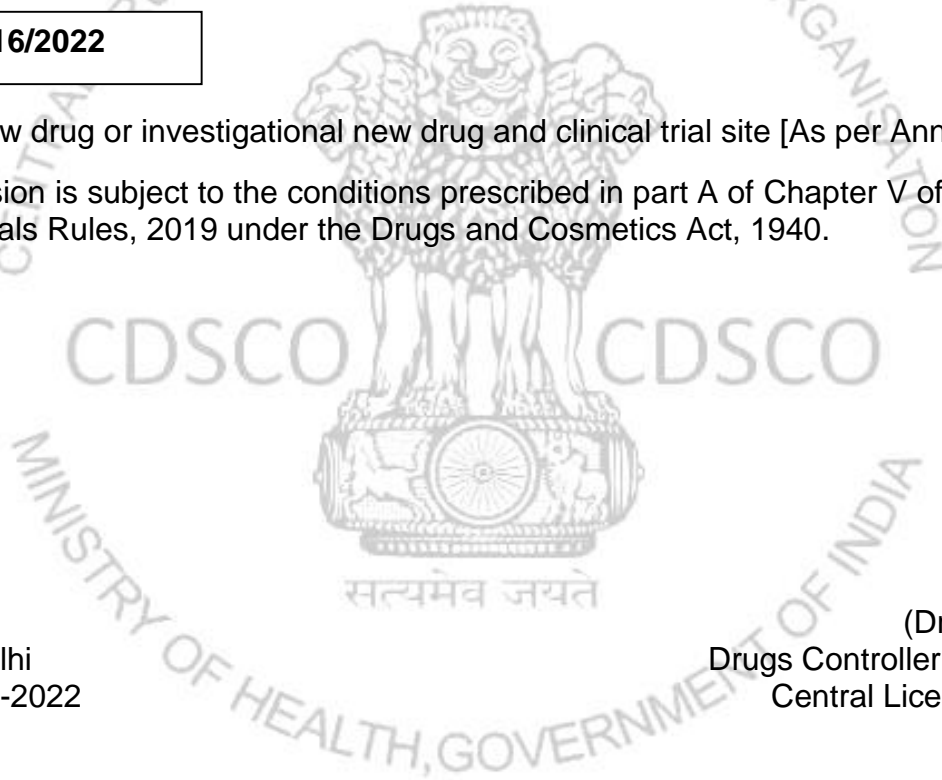 16/2022
w drug or investigational new drug and clinical trial site [As per Ann
sion is subject to the conditions prescribed in part A of Chapter V of
als Rules, 2019 under the Drugs and Cosmetics Act, 1940.
CDSCO CDSCO
सत्यमेव जयते
(Dr
lhi Drugs Controller
-2022 Central Lice
MINISTRY OF HEALTH, GOVERNMENT OF INDIA
ORGANISATION